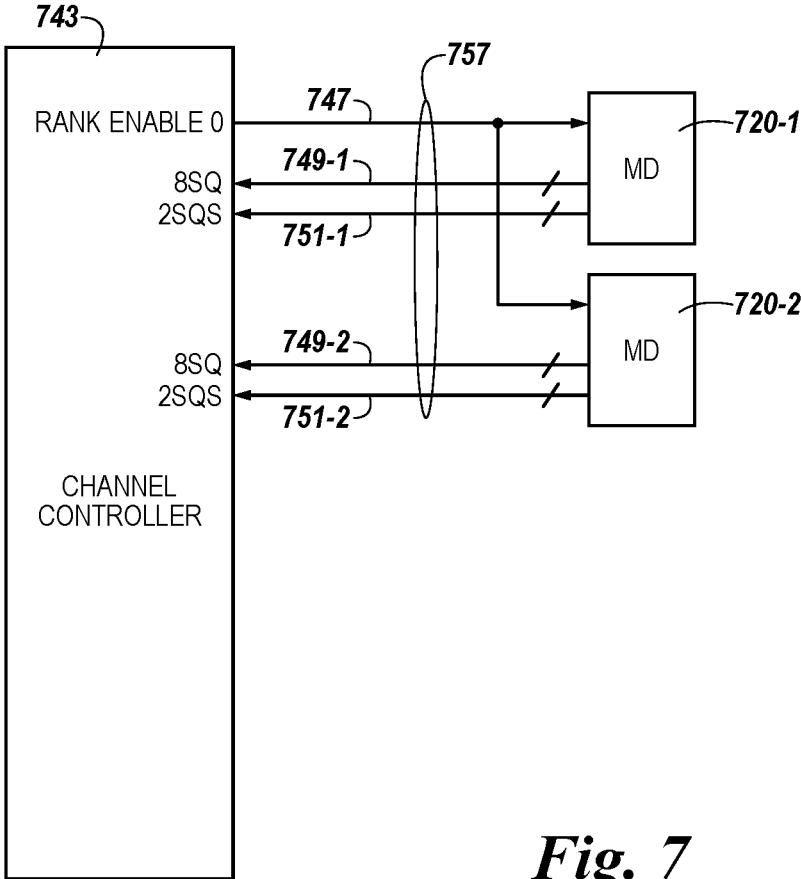 743
757
RANK ENABLE 0
747
720-1
MD
749-1
8SQ
2SQS
751-1
720-2
MD
749-2
8SQ
2SQS
751-2
CHANNEL
CONTROLLER
Fig. 7